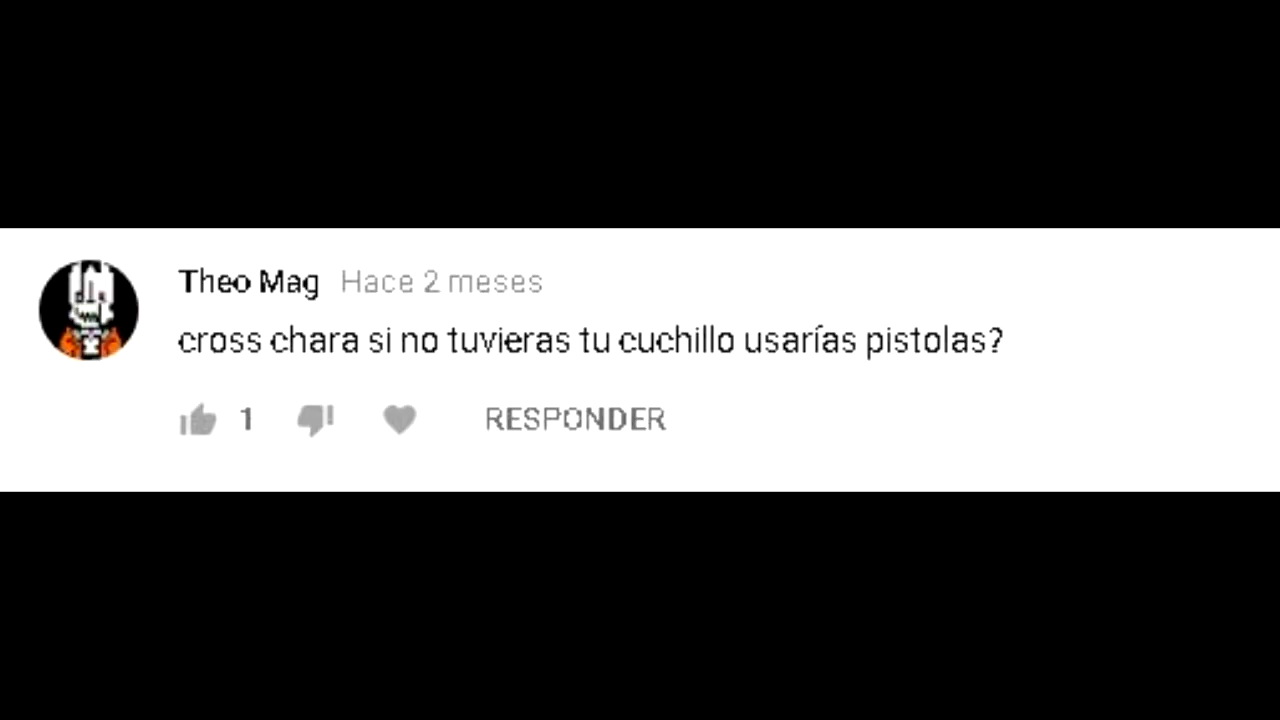 Theo Mag Hace 2 meses
cross chara si no tuvieras tu cuchillo usarías pistolas?
1 RESPONDER